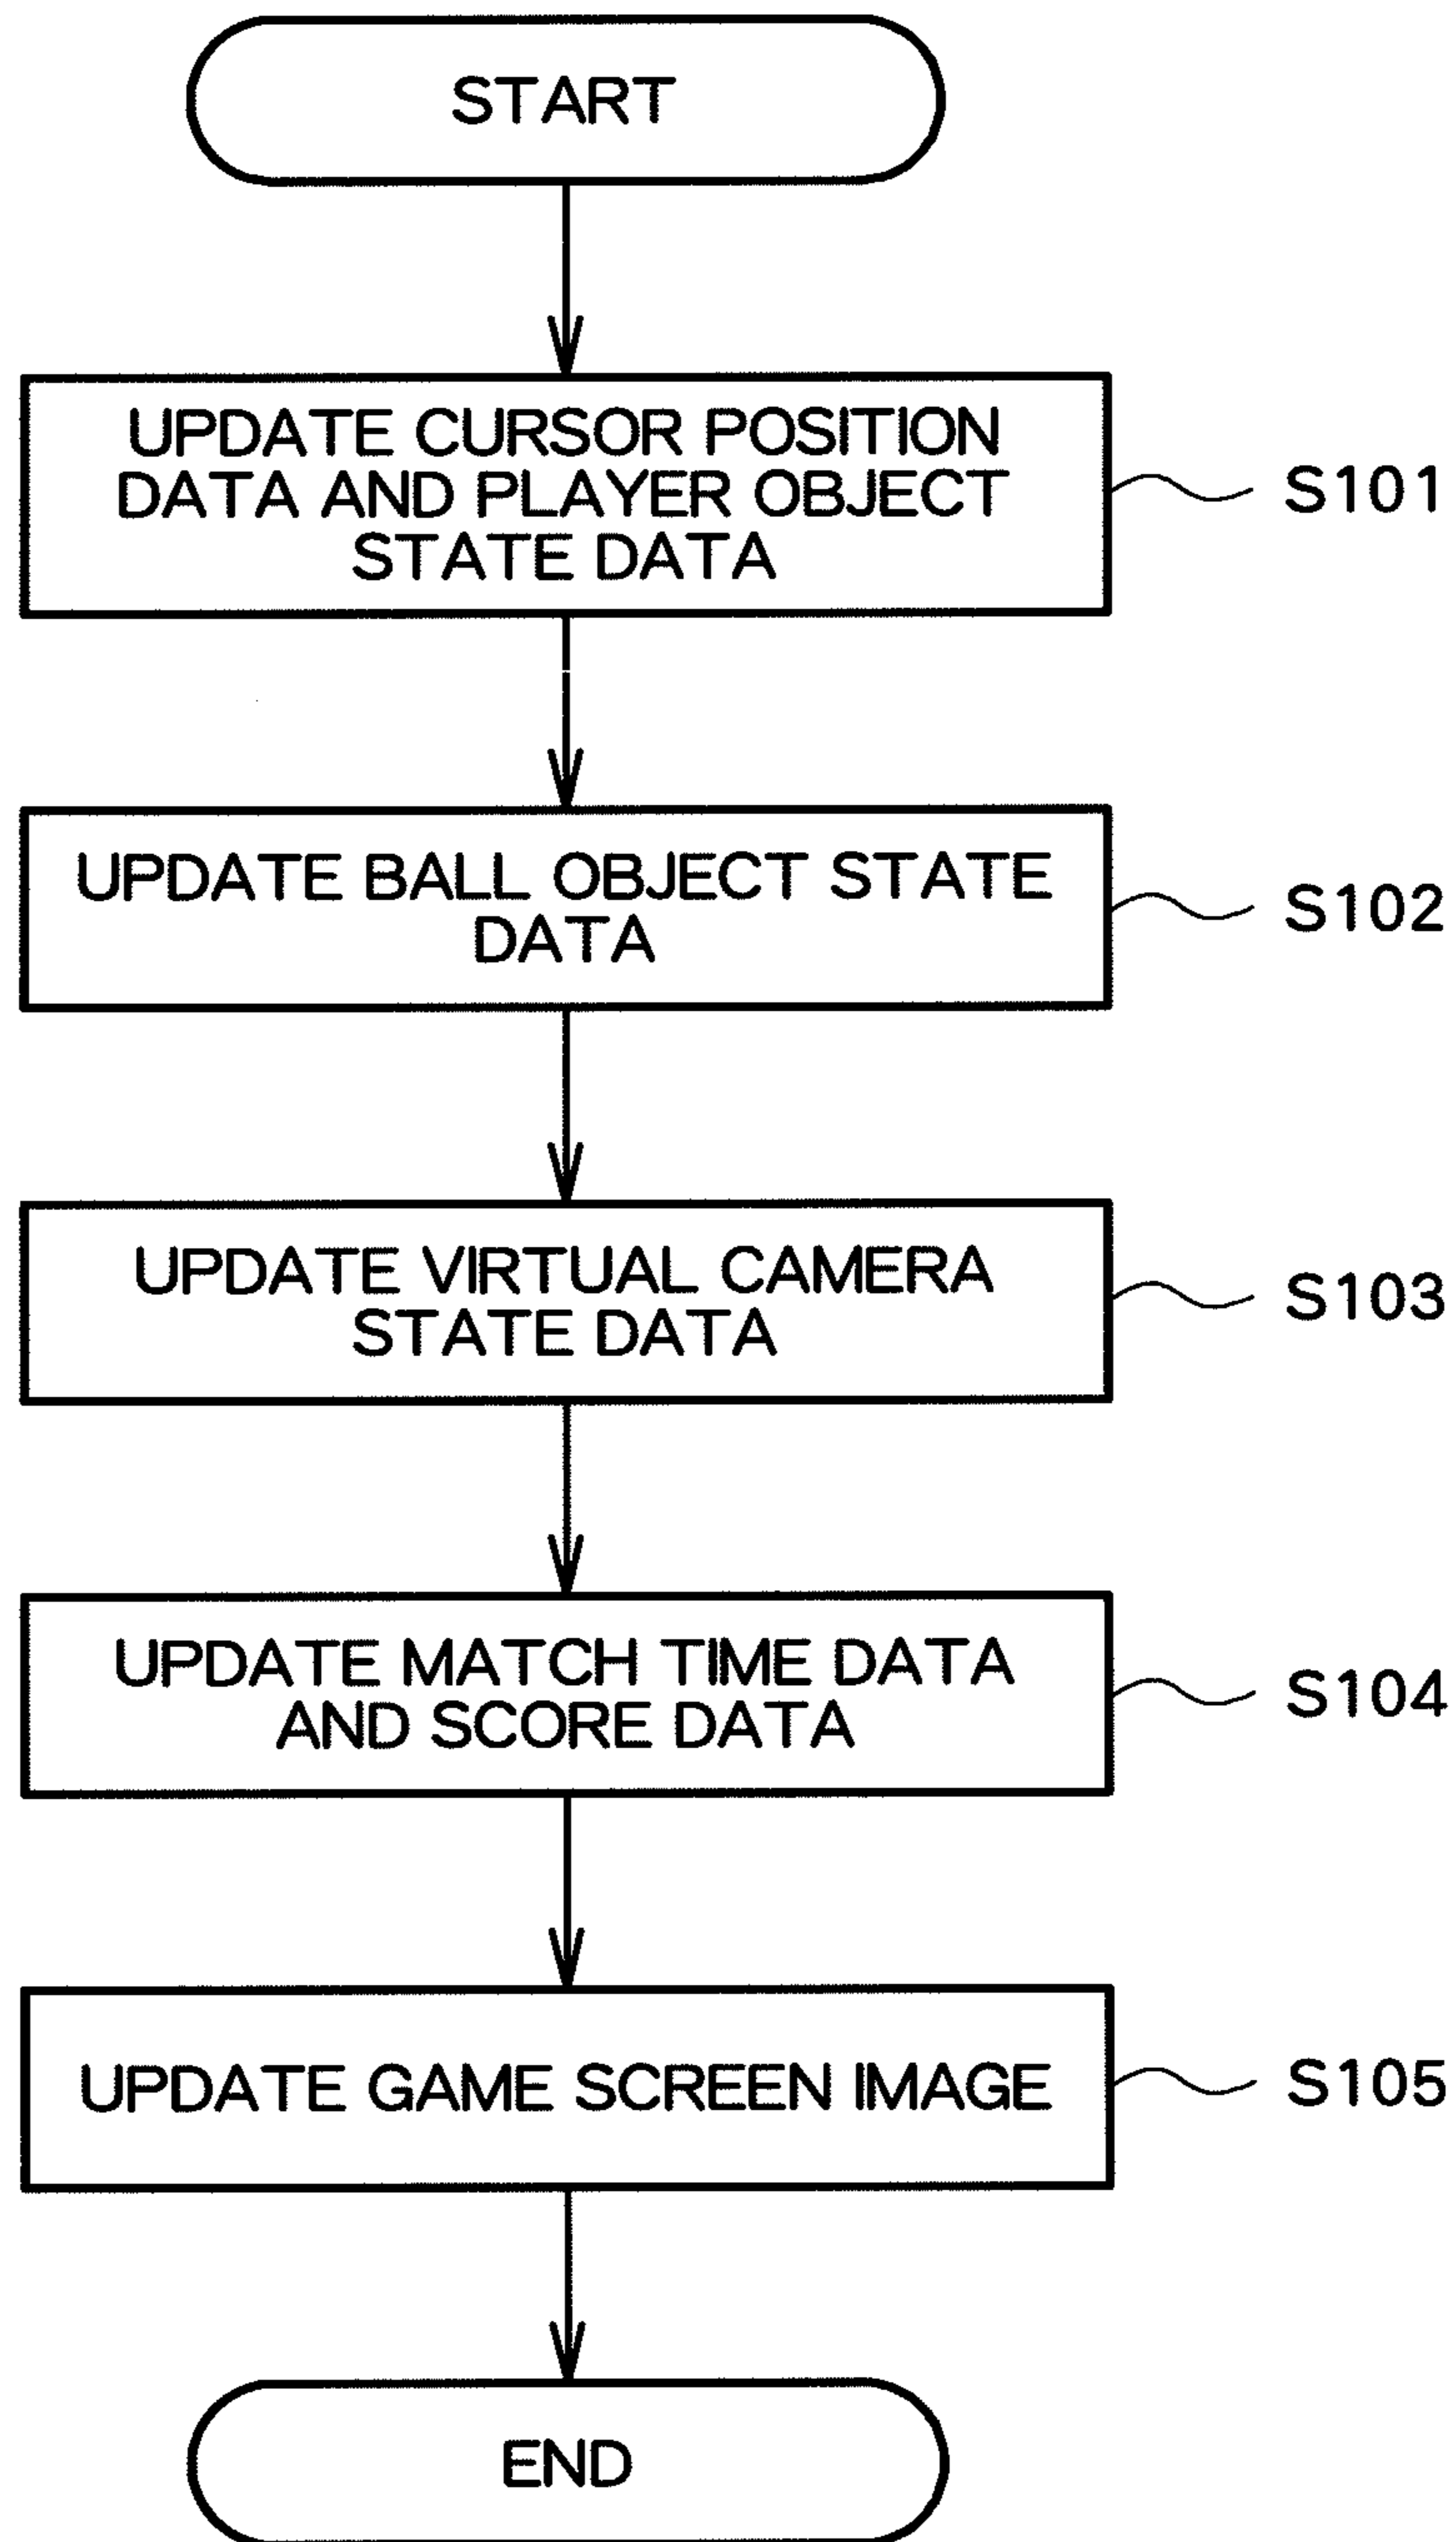 START
UPDATE CURSOR POSITION
DATA AND PLAYER OBJECT
STATE DATA
S101
UPDATE BALL OBJECT STATE
DATA
S102
UPDATE VIRTUAL CAMERA
STATE DATA
S103
UPDATE MATCH TIME DATA
AND SCORE DATA
S104
UPDATE GAME SCREEN IMAGE
S105
END